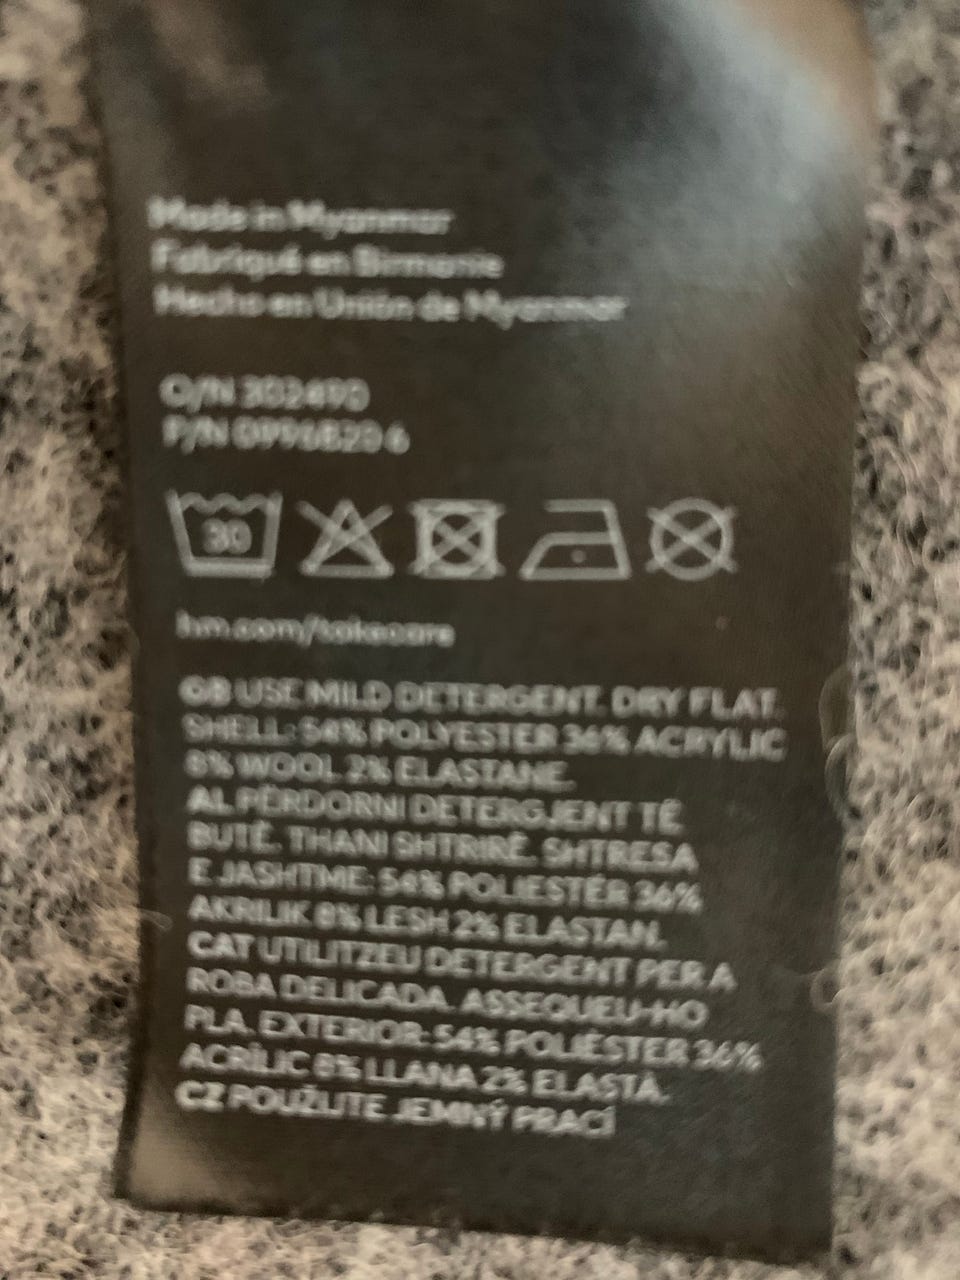 Made in Myanmar
Fabriqué en Birmanie
Hecho en Unión de Myanmar
O/N 302490
P/N 0996823 6
30
hm.com/takecare
GB USE MILD DETERGENT. DRY FLAT.
SHELL: 54% POLYESTER 36% ACRYLIC
8% WOOL 2% ELASTANE.
AL PËRDORNI DETERGJENT TË
BUTË. THANI SHTRIRË. SHTRESA
E JASHTME: 54% POLIESTËR 36%
AKRILIK 8% LESH 2% ELASTAN.
CAT UTILITZEU DETERGENT PER A
ROBA DELICADA. ASSEQUEU-HO
PLA. EXTERIOR: 54% POLIÈSTER 36%
ACRÍLIC 8% LLANA 2% ELASTÀ.
CZ POUŽIJTE JEMNÝ PRACÍ